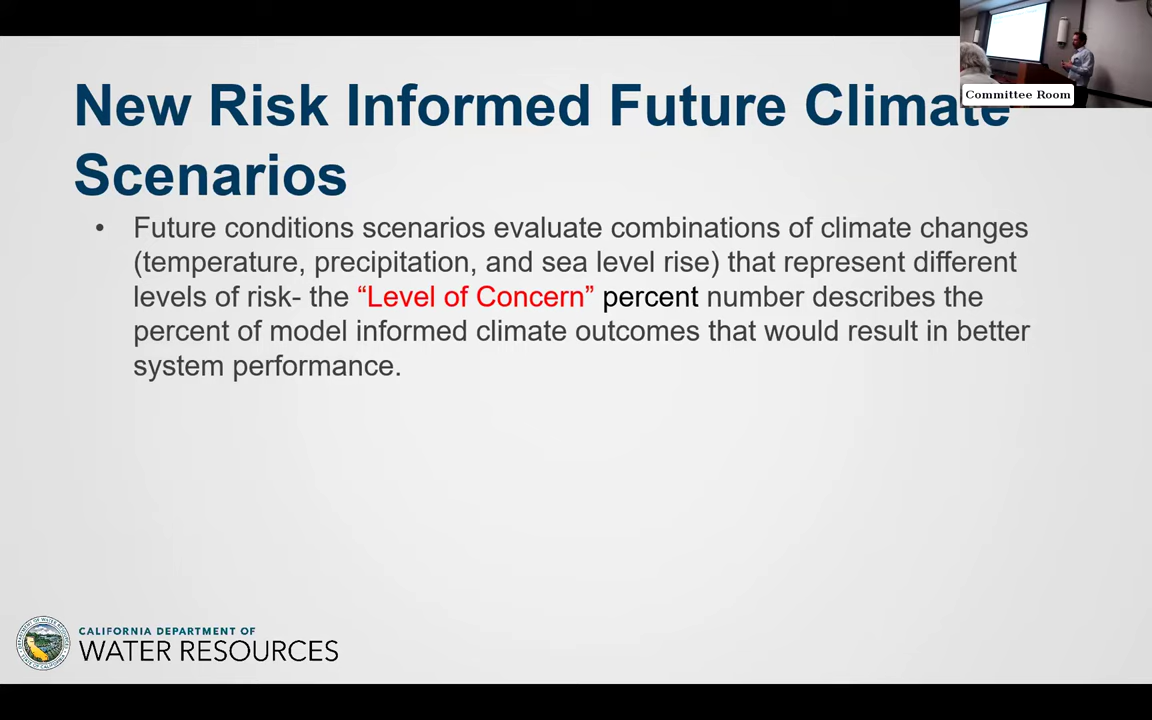 New Risk Informed Future Climate
Scenarios
Committee Room
• Future conditions scenarios evaluate combinations of climate changes
(temperature, precipitation, and sea level rise) that represent different
levels of risk- the “Level of Concern” percent number describes the
percent of model informed climate outcomes that would result in better
system performance.
CALIFORNIA DEPARTMENT OF
WATER RESOURCES